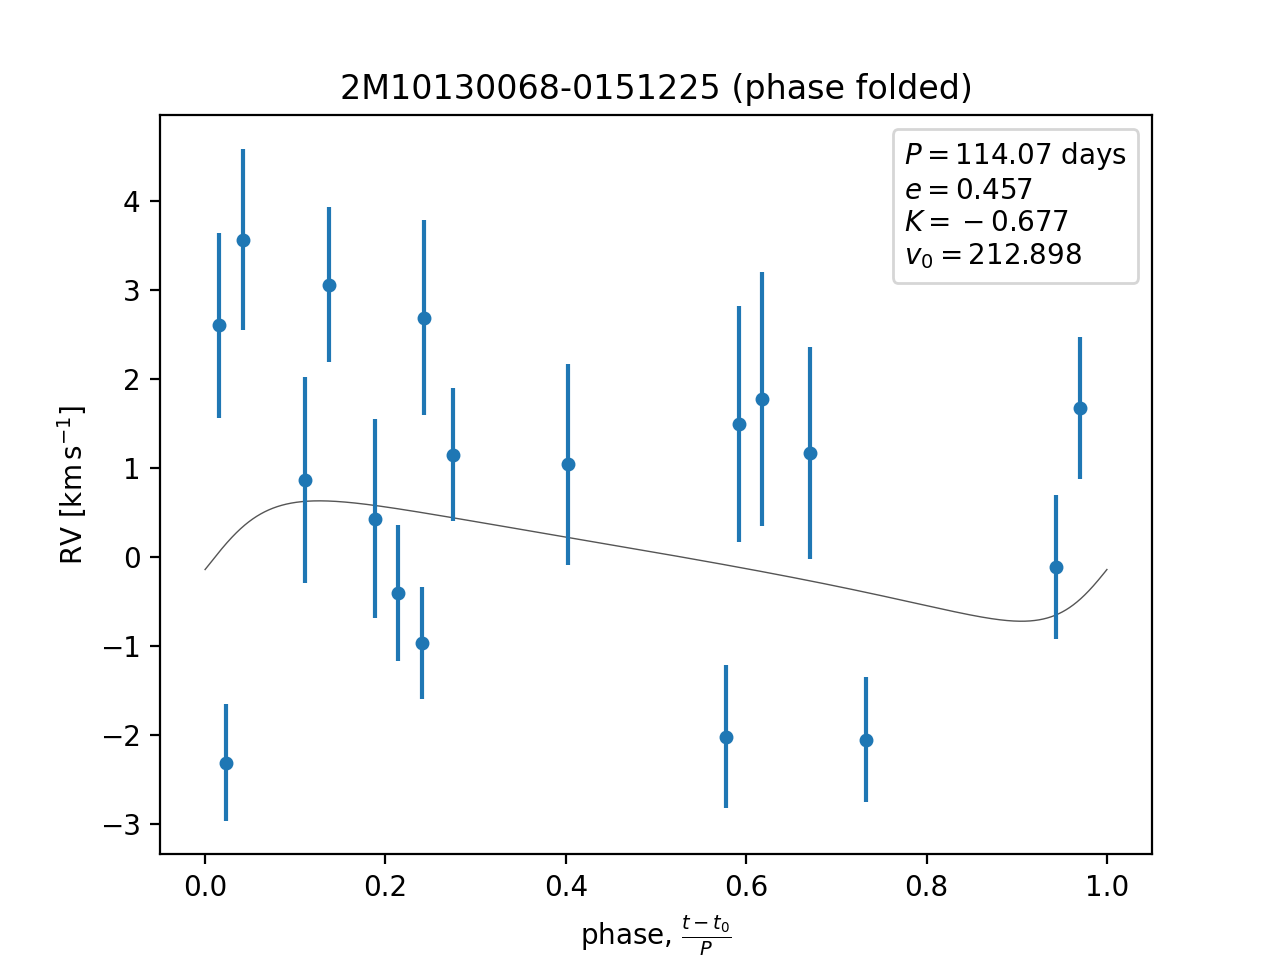 2M10130068-0151225 (phase folded)
P = 114.07 days
e = 0.457
K = −0.677
v₀ = 212.898
RV [km s⁻¹]
4
3
2
1
0
−1
−2
−3
0.0 0.2 0.4 0.6 0.8 1.0
phase, (t − t₀)/P